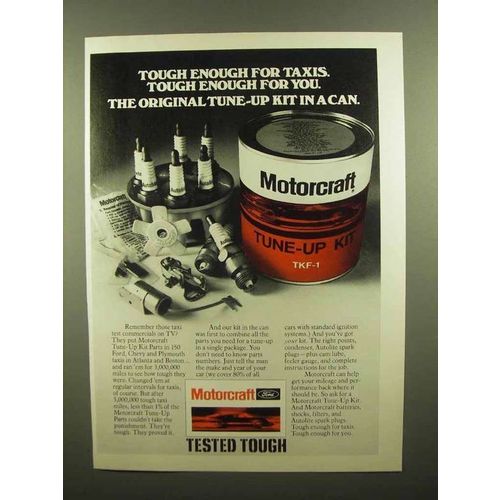 TOUGH ENOUGH FOR TAXIS.
TOUGH ENOUGH FOR YOU.
THE ORIGINAL TUNE-UP KIT IN A CAN.
Motorcraft
TUNE-UP KIT
TKF-1
Remember those taxi
test commercials on TV?
They put Motorcraft
Tune-Up Kit Parts in 150
Ford, Chevy and Plymouth
taxis in Atlanta and Boston...
and ran 'em for 3,000,000
miles to see how tough they
were. Changed 'em at
regular intervals for taxis,
of course. But after
3,000,000 tough taxi
miles, less than 1% of the
Motorcraft Tune-Up
Parts couldn't take the
punishment. They're
tough. They proved it.
And our kit in the can
was first to combine all the
parts you need for a tune-up
in a single package. You
don't need to know parts
numbers. Just tell the man
the make and year of your
car (we cover 80% of all
cars with standard ignition
systems.) And you've got
your kit. The right points,
condenser, Autolite spark
plugs – plus cam lube,
feeler gauge, and complete
instructions for the job.
Motorcraft can help
get your mileage and per-
formance back where it
should be. So ask for a
Motorcraft Tune-Up Kit.
And Motorcraft batteries,
shocks, filters, and
Autolite spark plugs.
Tough enough for taxis.
Tough enough for you.
Motorcraft
Ford
TESTED TOUGH